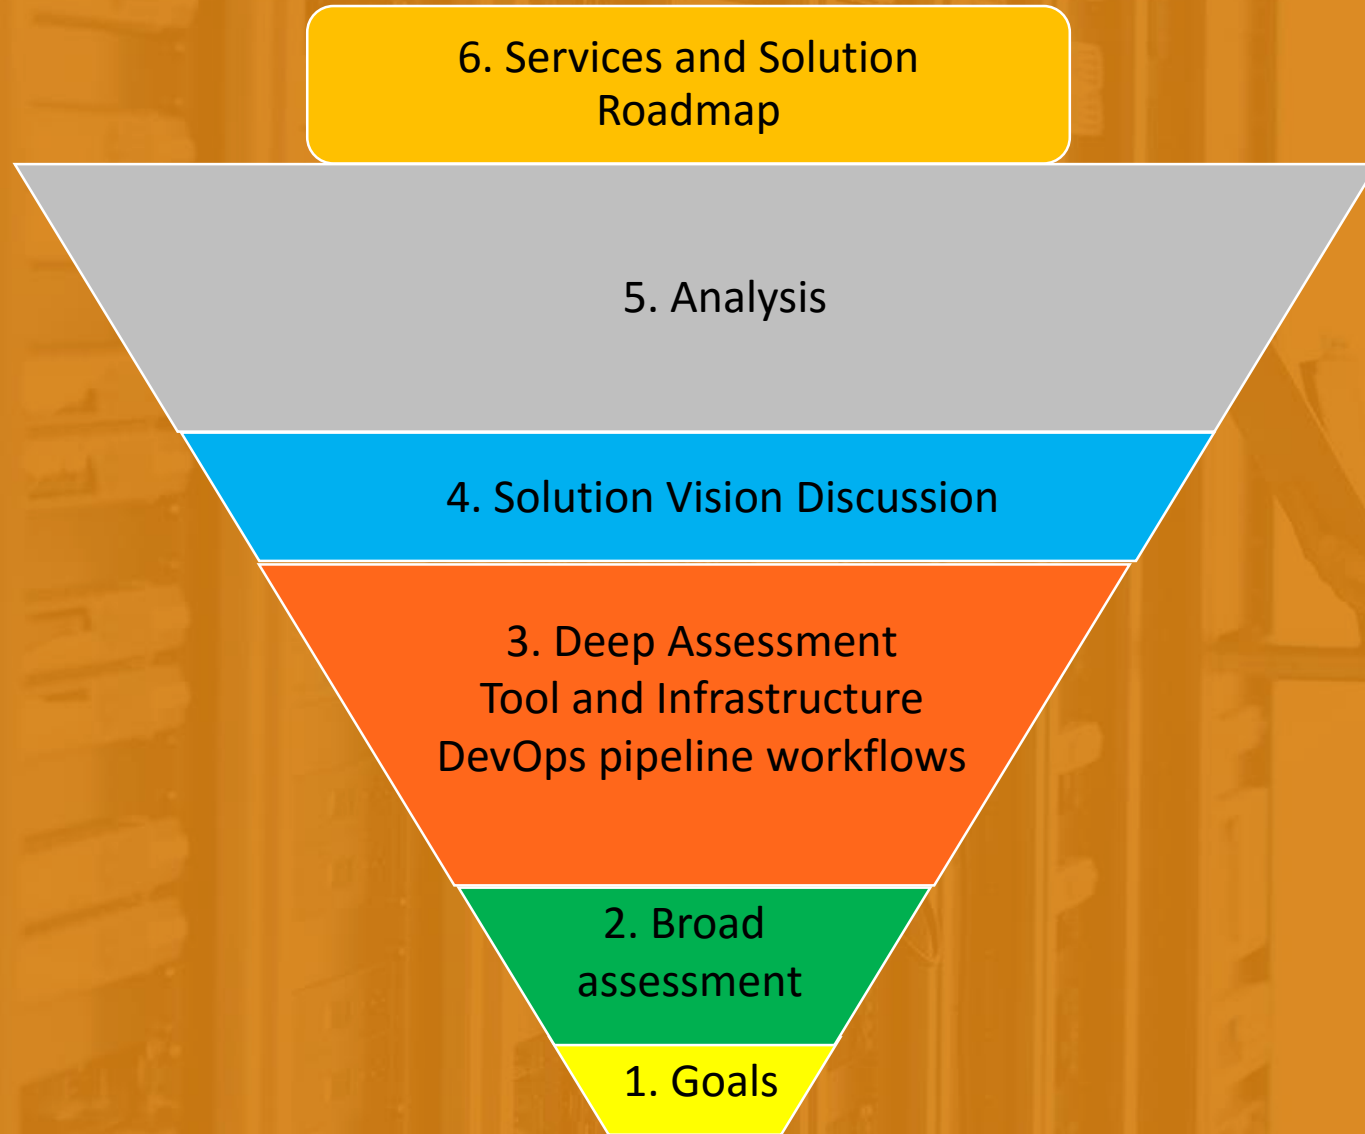 6. Services and Solution
Roadmap
5. Analysis
4. Solution Vision Discussion
3. Deep Assessment
Tool and Infrastructure
DevOps pipeline workflows
2. Broad
assessment
1. Goals